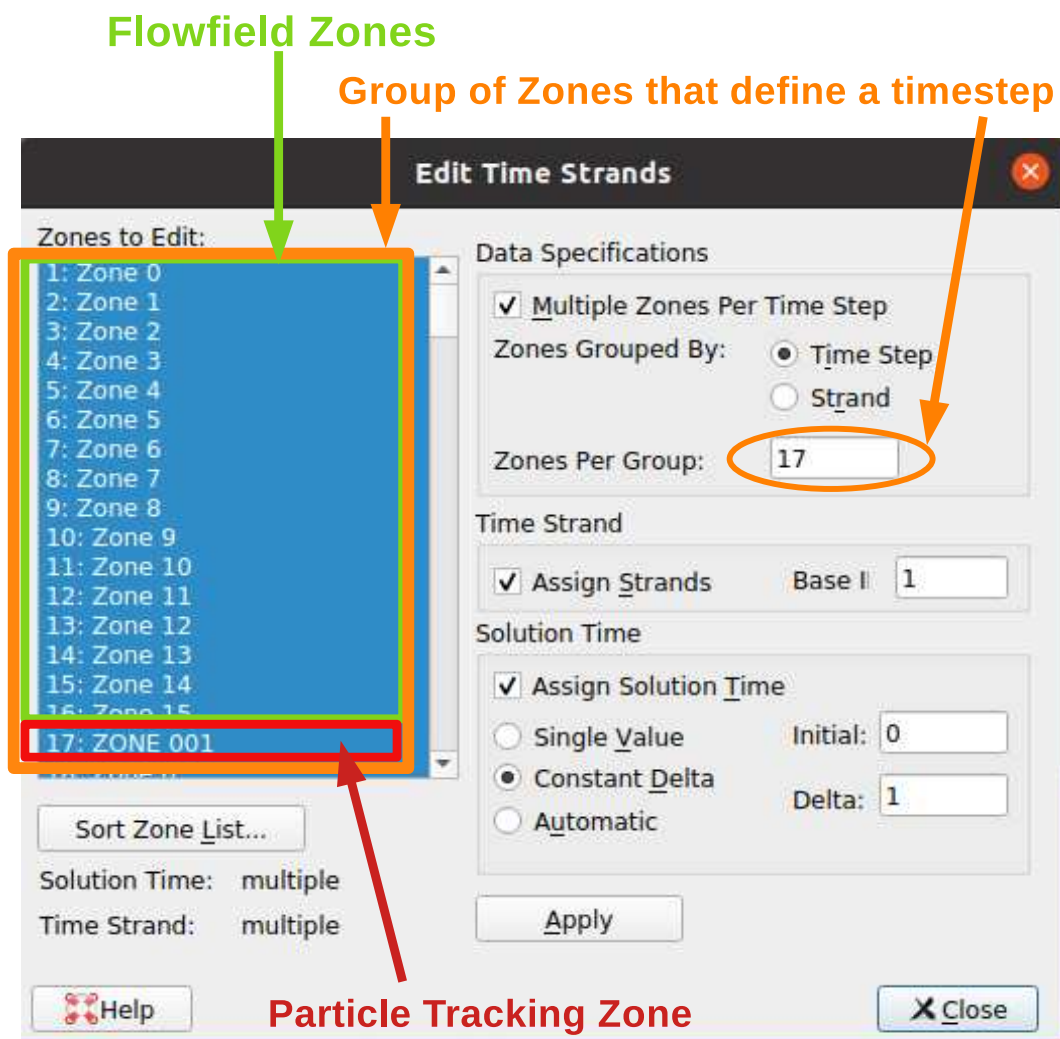 Flowfield Zones
Group of Zones that define a timestep
Edit Time Strands
Zones to Edit:
1: Zone 0
2: Zone 1
3: Zone 2
4: Zone 3
5: Zone 4
6: Zone 5
7: Zone 6
8: Zone 7
9: Zone 8
10: Zone 9
11: Zone 10
12: Zone 11
13: Zone 12
14: Zone 13
15: Zone 14
16: Zone 15
17: ZONE 001
Data Specifications
Multiple Zones Per Time Step
Zones Grouped By:
Time Step
Strand
Zones Per Group: 17
Time Strand
Assign Strands
Base I 1
Solution Time
Assign Solution Time
Single Value
Initial: 0
Constant Delta
Delta: 1
Automatic
Sort Zone List...
Solution Time: multiple
Time Strand: multiple
Apply
Help
Particle Tracking Zone
Close